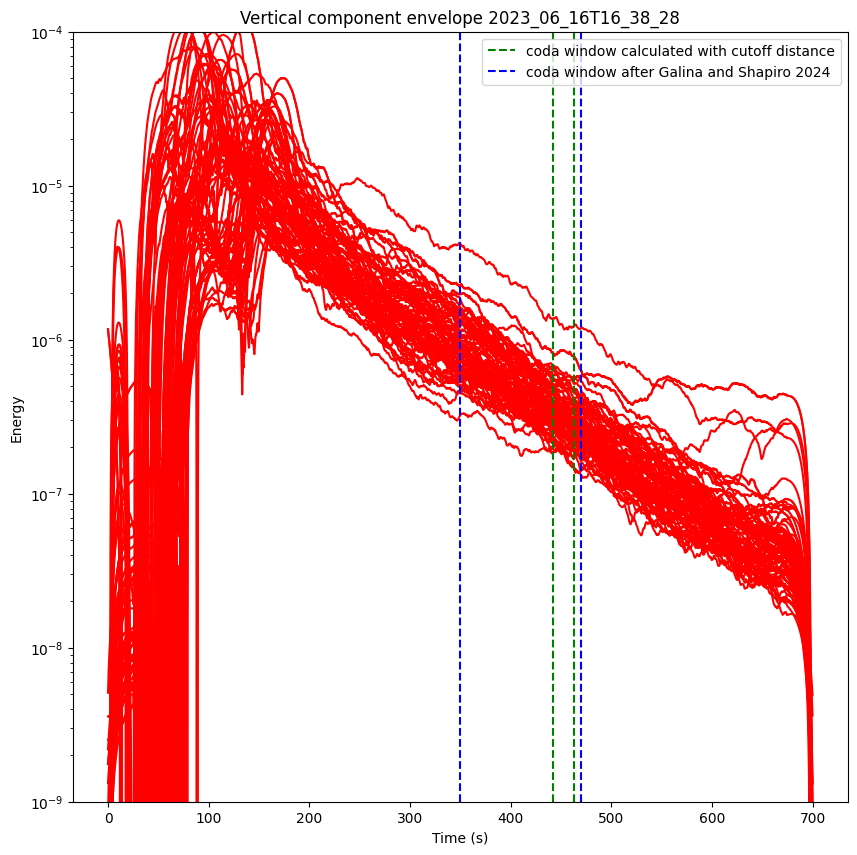 Vertical component envelope 2023_06_16T16_38_28
coda window calculated with cutoff distance
coda window after Galina and Shapiro 2024
10⁻⁴
10⁻⁵
10⁻⁶
10⁻⁷
10⁻⁸
10⁻⁹
Energy
0 100 200 300 400 500 600 700
Time (s)